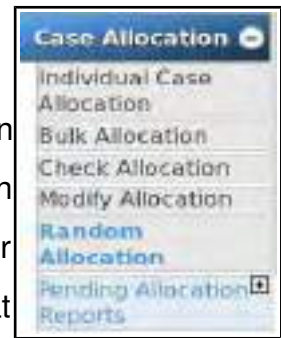 Case Allocation
Individual Case
Allocation
n
Bulk Allocation
Check Allocation
n
Modify Allocation
r
Random
Allocation
Pending Allocation
t
Reports